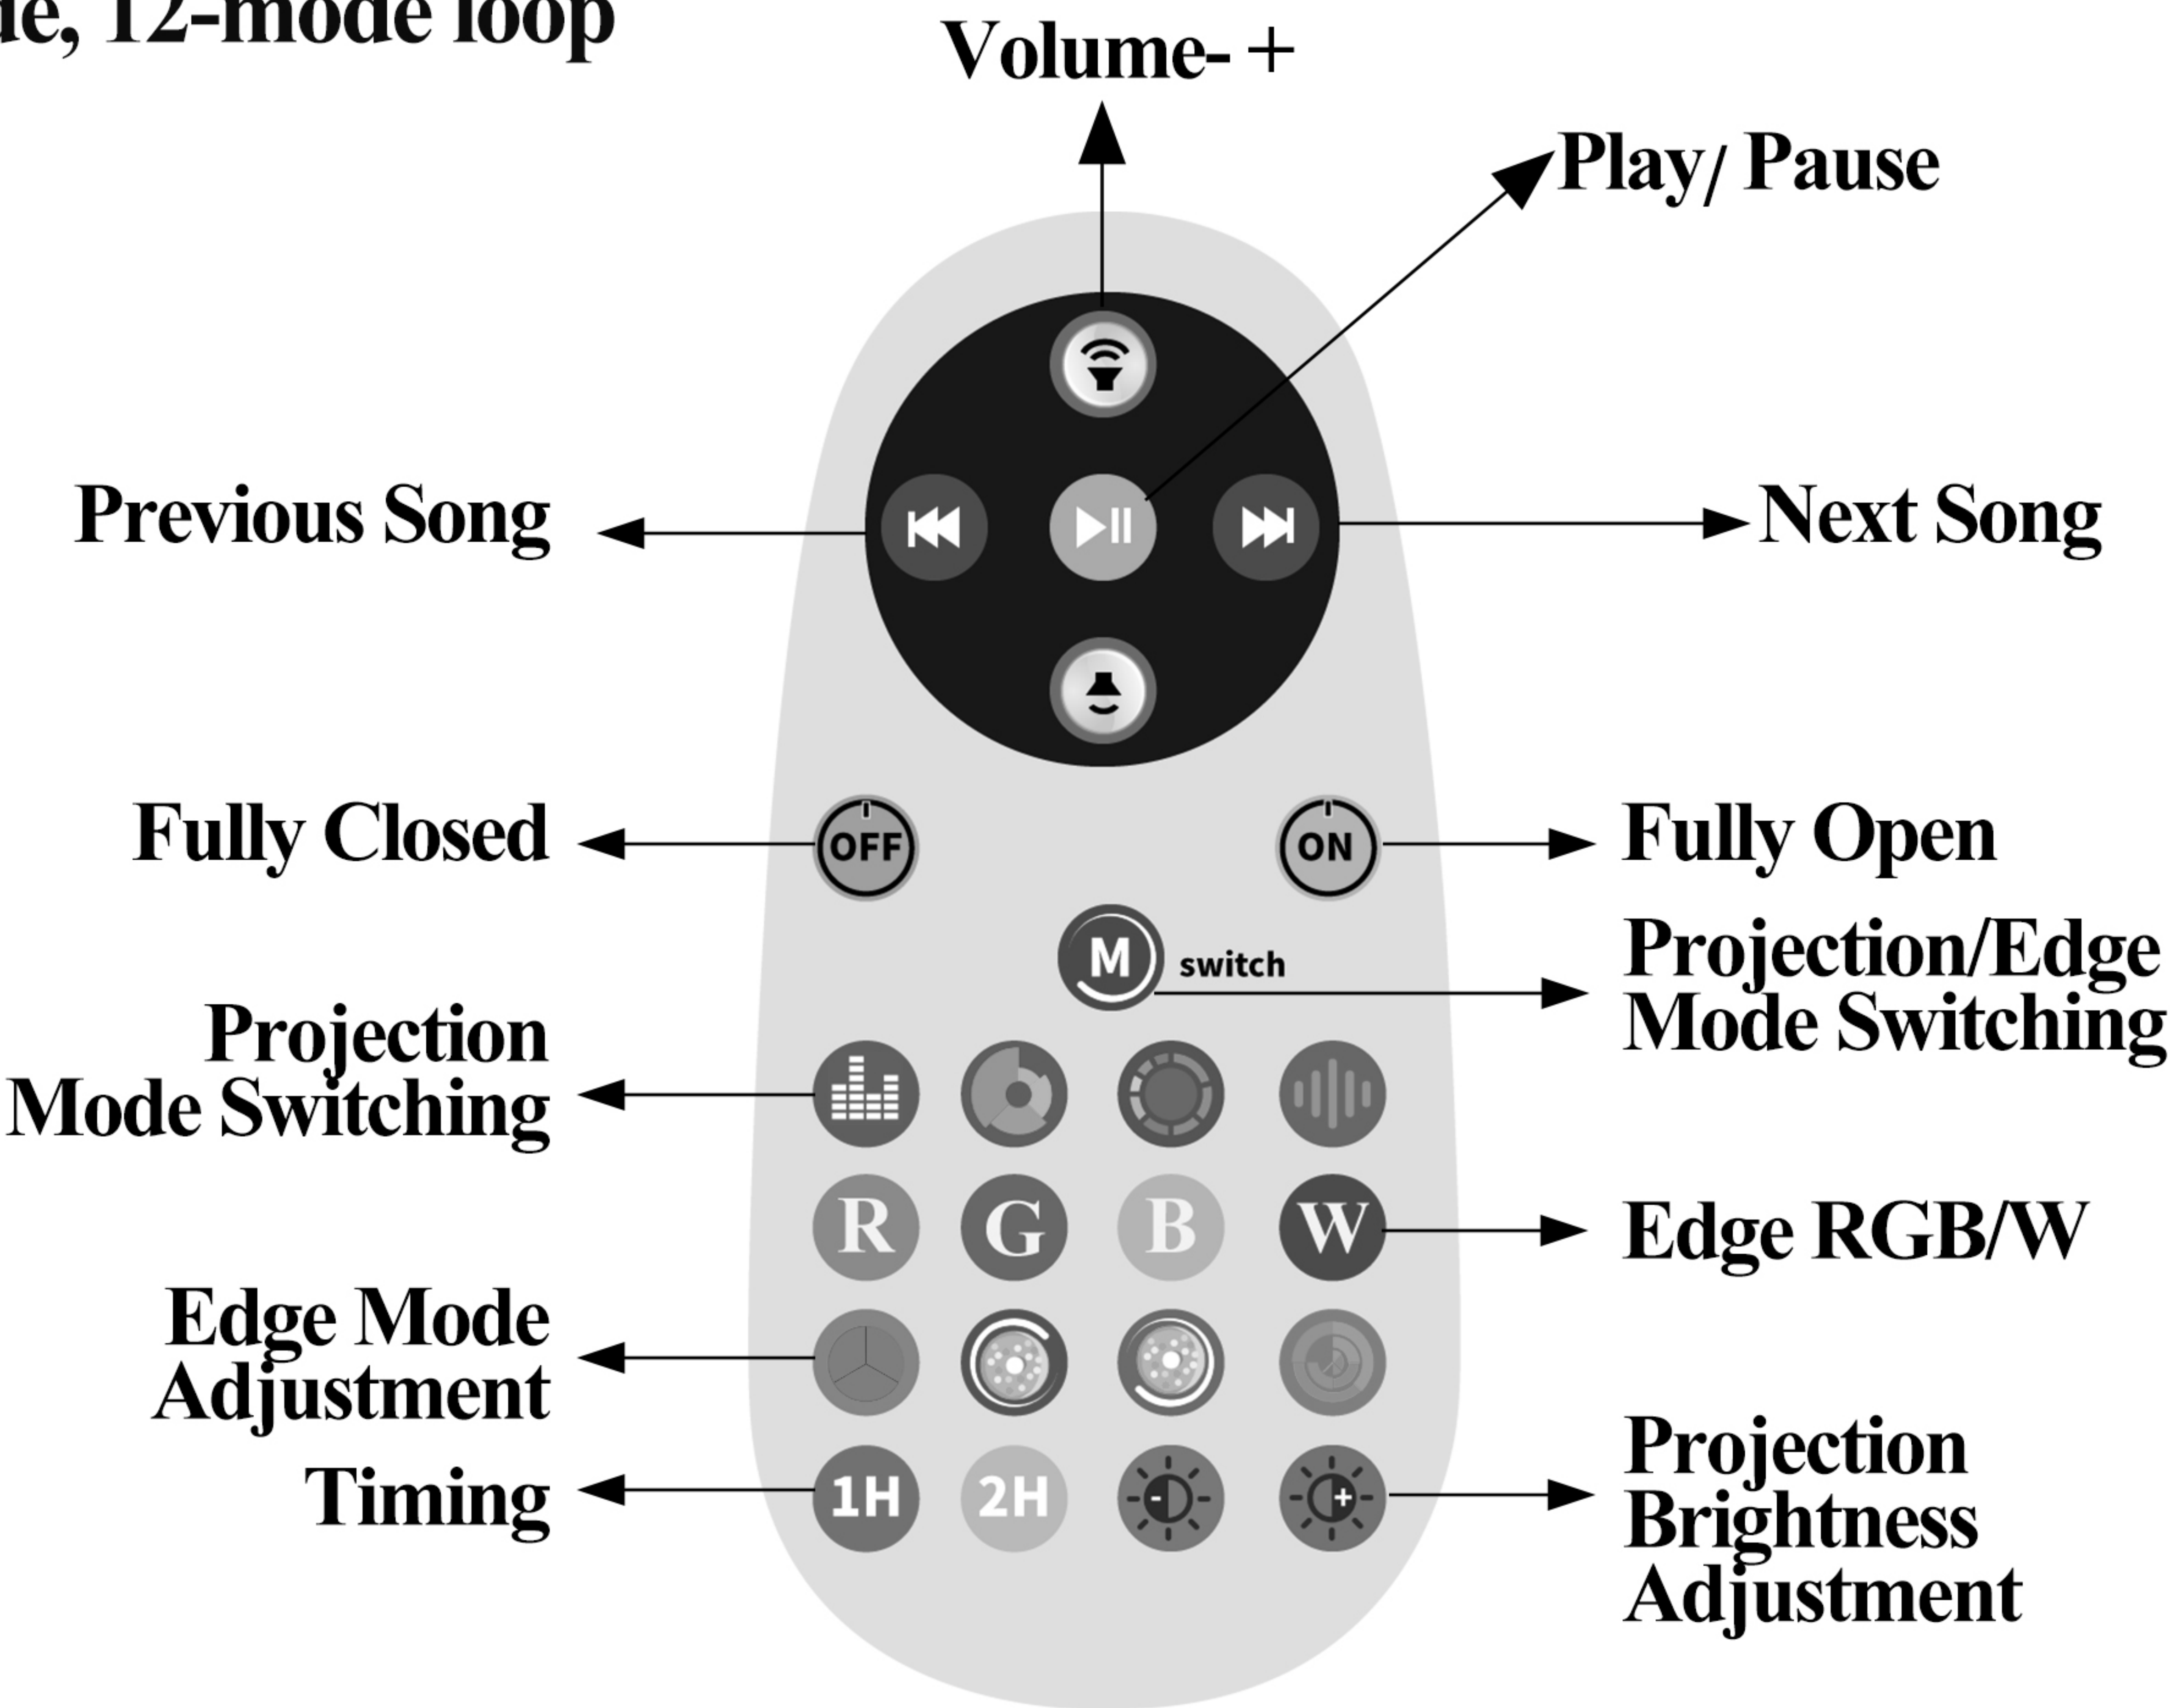 12-mode loop
Volume- +
Play/ Pause
Previous Song
Next Song
Fully Closed
OFF
ON
Fully Open
M
switch
Projection/Edge
Mode Switching
Projection
Mode Switching
R
G
B
W
Edge RGB/W
Edge Mode
Adjustment
Timing
1H
2H
-
+
Projection
Brightness
Adjustment